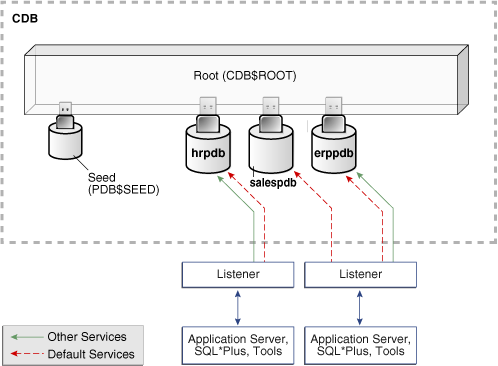 CDB
Root (CDB$ROOT)
hrpdb
salespdb
erppdb
Seed
(PDB$SEED)
Listener
Listener
Other Services
Default Services
Application Server,
SQL*Plus, Tools
Application Server,
SQL*Plus, Tools